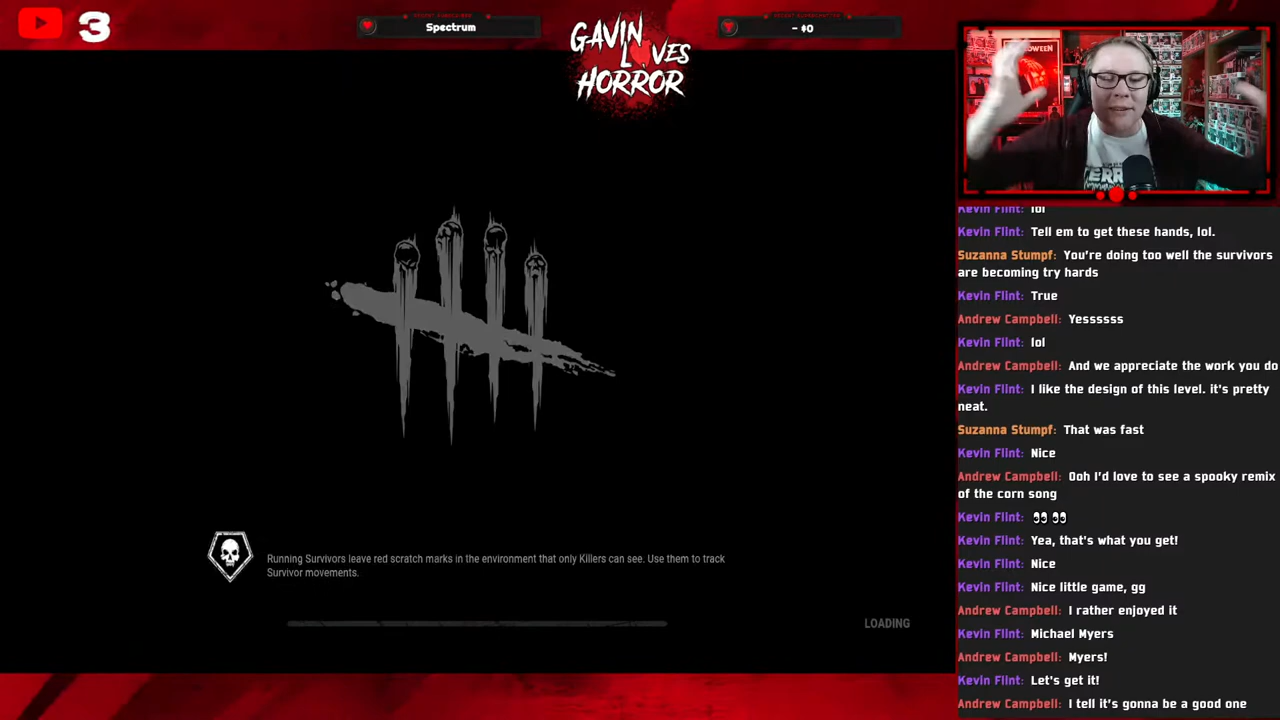 3
Spectrum
- $0
GAVIN
LOVES
HORROR
HALLOWEEN
Kevin Flint: lol
Kevin Flint: Tell em to get these hands, lol.
Suzanna Stumpf: You're doing too well the survivors
are becoming try hards
Kevin Flint: True
Andrew Campbell: Yessssss
Kevin Flint: lol
Andrew Campbell: And we appreciate the work you do
Kevin Flint: I like the design of this level. it's pretty
neat.
Suzanna Stumpf: That was fast
Kevin Flint: Nice
Andrew Campbell: Ooh I'd love to see a spooky remix
of the corn song
Kevin Flint: 👀 👀
Kevin Flint: Yea, that's what you get!
Kevin Flint: Nice
Kevin Flint: Nice little game, gg
Andrew Campbell: I rather enjoyed it
Kevin Flint: Michael Myers
Andrew Campbell: Myers!
Kevin Flint: Let's get it!
Andrew Campbell: I tell it's gonna be a good one
Running Survivors leave red scratch marks in the environment that only Killers can see. Use them to track
Survivor movements.
LOADING